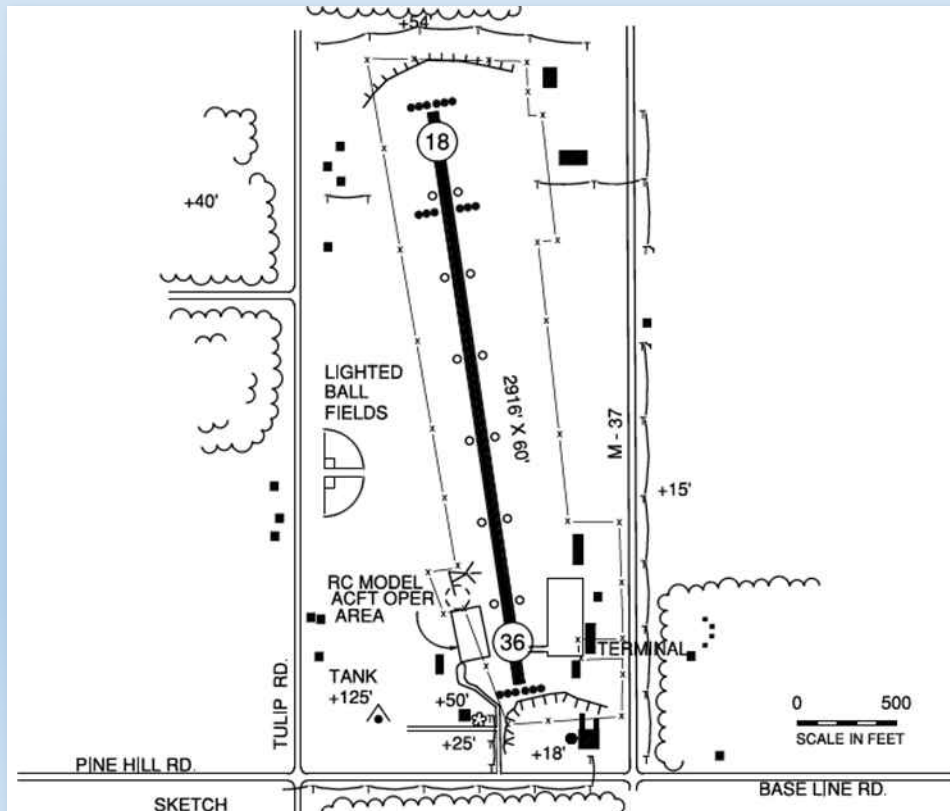 +54'
18
+40'
LIGHTED
BALL
FIELDS
2916' X 60'
M - 37
+15'
RC MODEL
ACFT OPER
AREA
36
TERMINAL
TULIP RD.
TANK
+125'
+50'
+25'
+18'
0 500
SCALE IN FEET
PINE HILL RD.
BASE LINE RD.
SKETCH